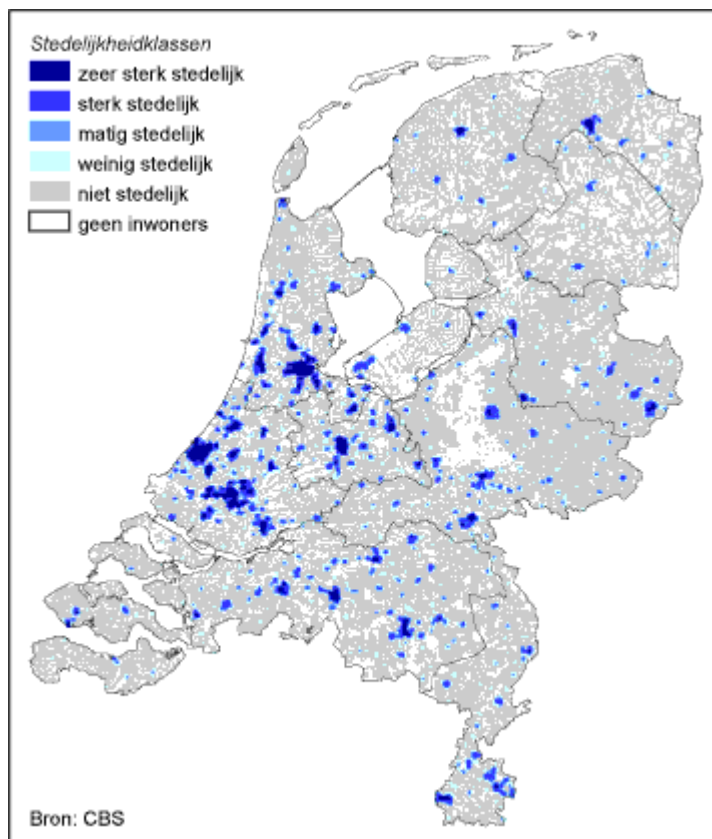 Stedelijkheidklassen
zeer sterk stedelijk
sterk stedelijk
matig stedelijk
weinig stedelijk
niet stedelijk
geen inwoners
Bron: CBS